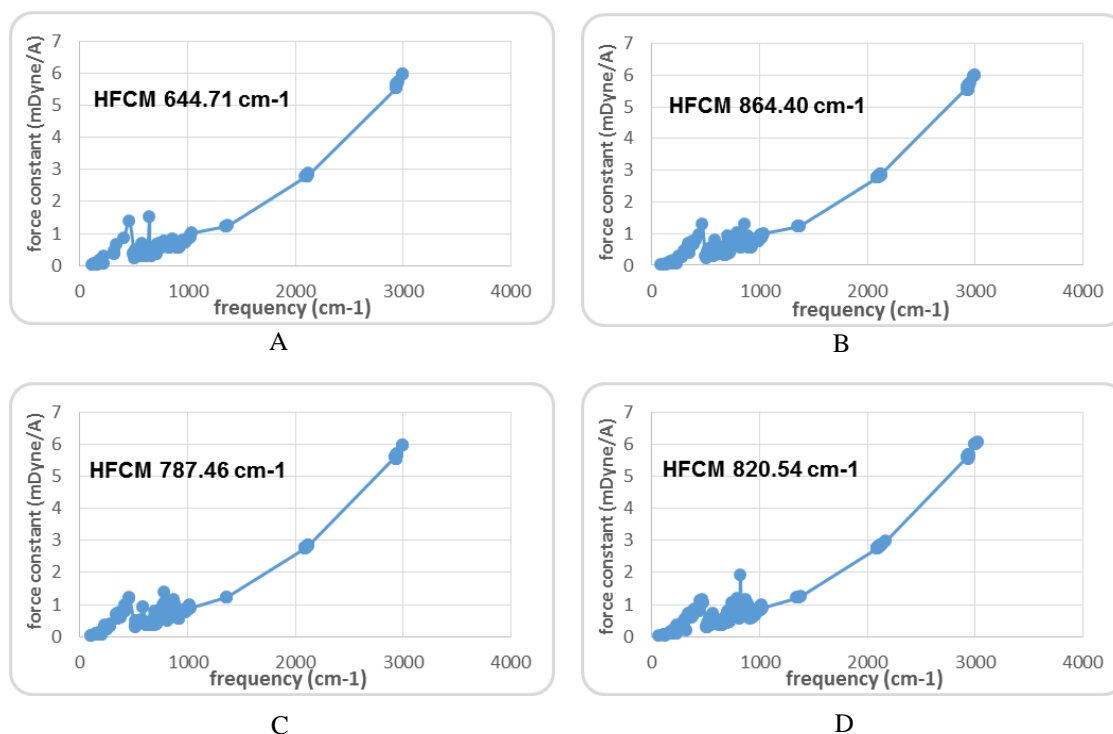 force constant (mDyne/A)
7
6
5
4
3
2
1
0
HFCM 644.71 cm-1
0 1000 2000 3000 4000
frequency (cm-1)
A
force constant (mDyne/A)
7
6
5
4
3
2
1
0
HFCM 864.40 cm-1
0 1000 2000 3000 4000
frequency (cm-1)
B
force constant (mDyne/A)
7
6
5
4
3
2
1
0
HFCM 787.46 cm-1
0 1000 2000 3000 4000
frequency (cm-1)
C
force constant (mDyne/A)
7
6
5
4
3
2
1
0
HFCM 820.54 cm-1
0 1000 2000 3000 4000
frequency (cm-1)
D